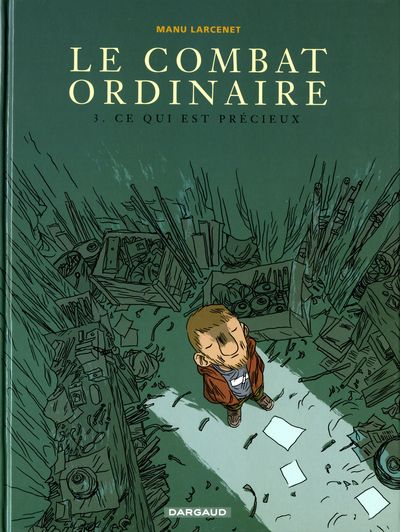 MANU LARCENET
LE COMBAT
ORDINAIRE
3. CE QUI EST PRÉCIEUX
DARGAUD